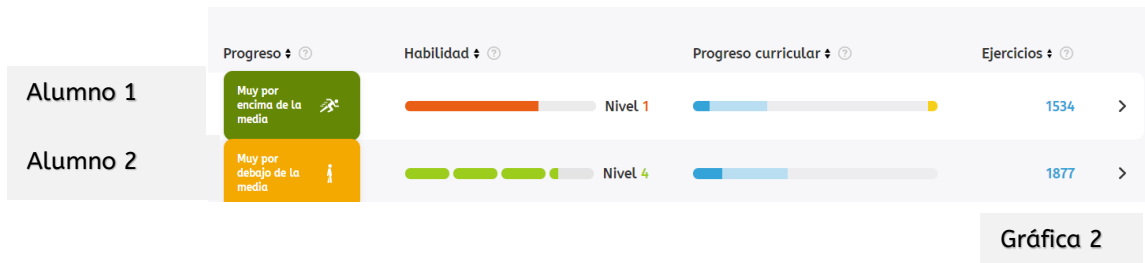 Progreso Habilidad Progreso curricular Ejercicios
Alumno 1
Muy por
encima de la
media
Nivel 1
1534
Alumno 2
Muy por
debajo de la
media
Nivel 4
1877
Gráfica 2